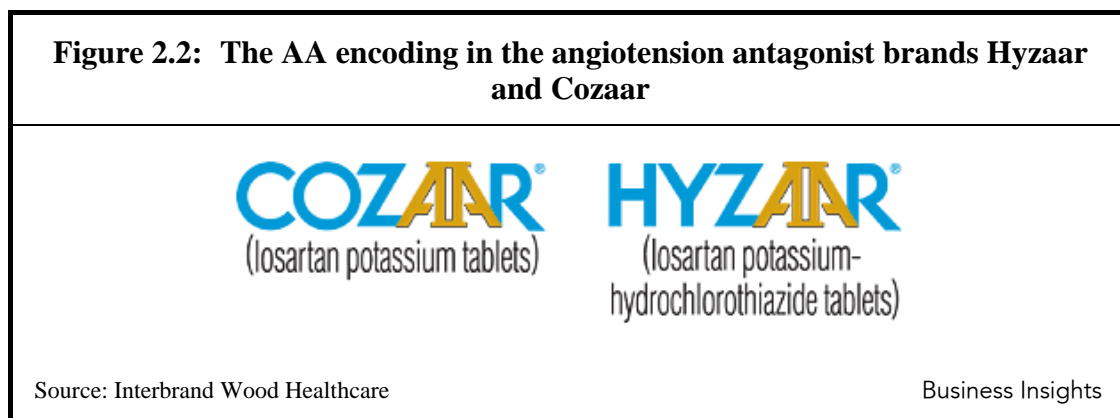 Figure 2.2:  The AA encoding in the angiotension antagonist brands Hyzaar
and Cozaar
COZAAR®
(losartan potassium tablets)
HYZAAR®
(losartan potassium-
hydrochlorothiazide tablets)
Source: Interbrand Wood Healthcare
Business Insights